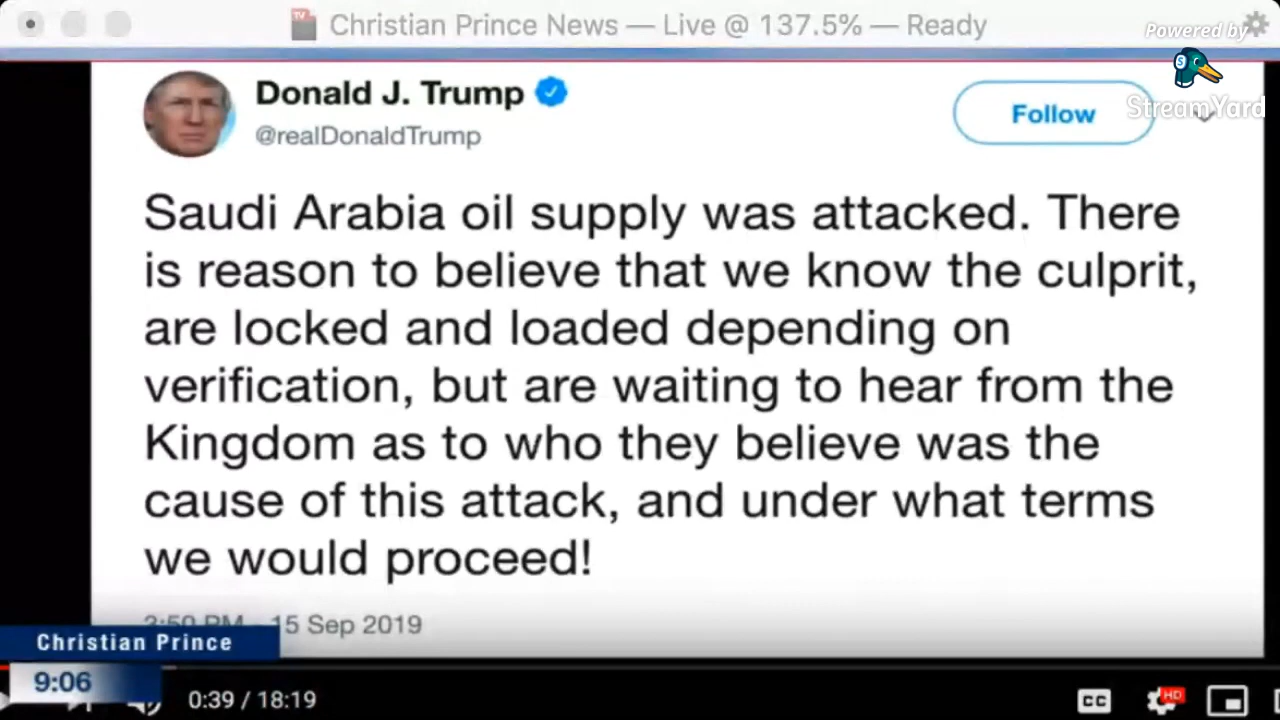 Christian Prince News — Live @ 137.5% — Ready
Powered by
StreamYard
Donald J. Trump
@realDonaldTrump
Follow
Saudi Arabia oil supply was attacked. There
is reason to believe that we know the culprit,
are locked and loaded depending on
verification, but are waiting to hear from the
Kingdom as to who they believe was the
cause of this attack, and under what terms
we would proceed!
3:50 PM - 15 Sep 2019
Christian Prince
9:06
0:39 / 18:19
CC
HD